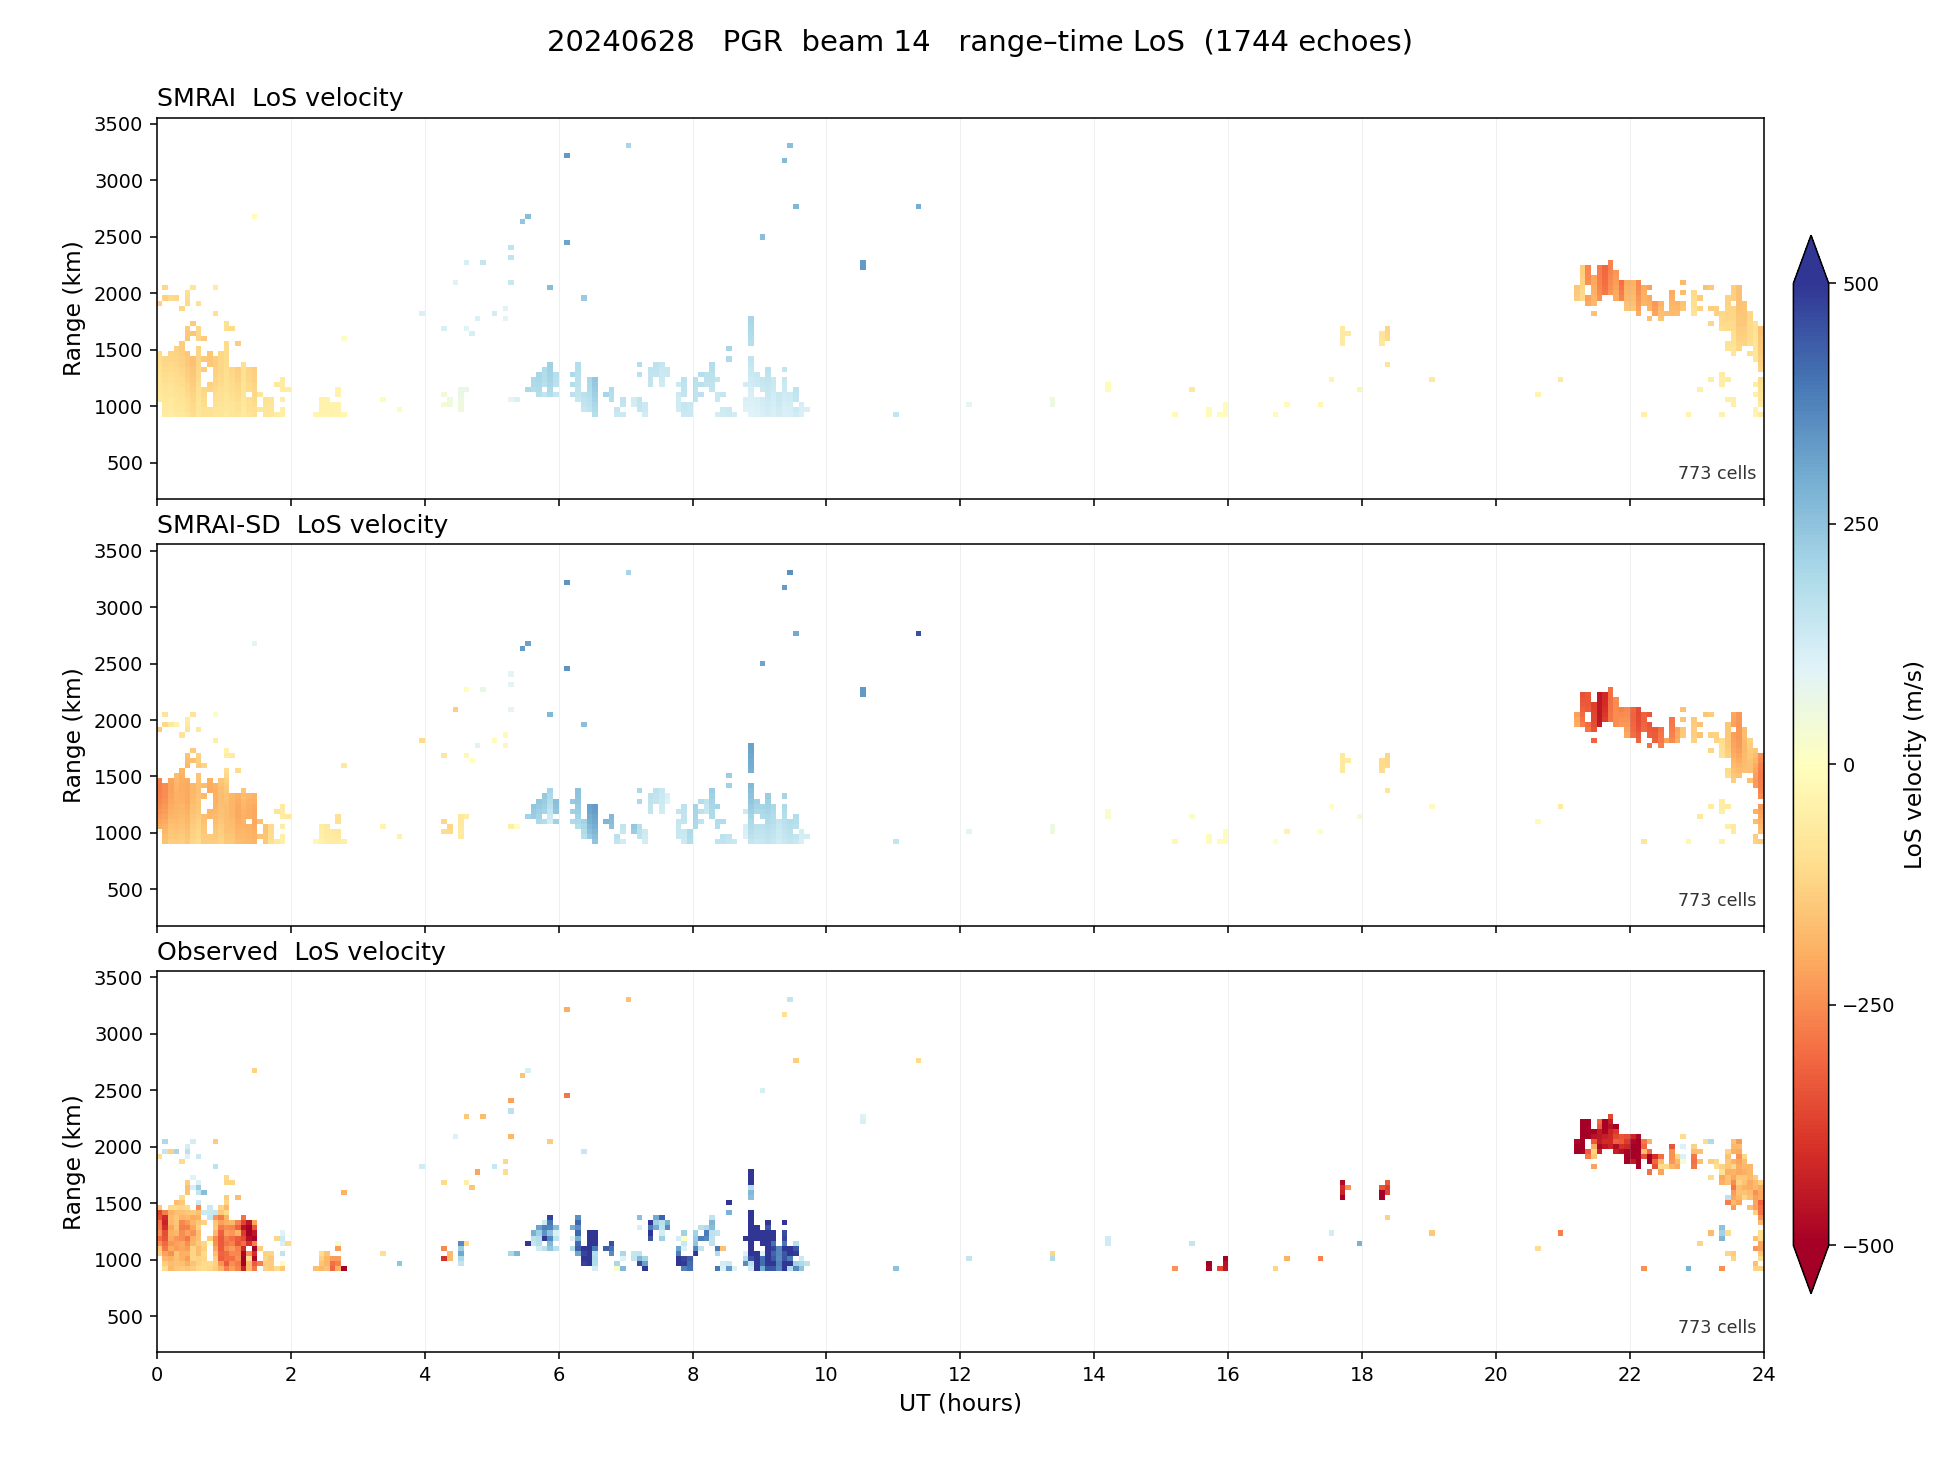 20240628   PGR  beam 14   range–time LoS  (1744 echoes)
SMRAI  LoS velocity
3500
3000
2500
2000
1500
1000
500
Range (km)
773 cells
SMRAI-SD  LoS velocity
3500
3000
2500
2000
1500
1000
500
Range (km)
773 cells
Observed  LoS velocity
3500
3000
2500
2000
1500
1000
500
Range (km)
773 cells
0 2 4 6 8 10 12 14 16 18 20 22 24
UT (hours)
500
250
0
−250
−500
LoS velocity (m/s)